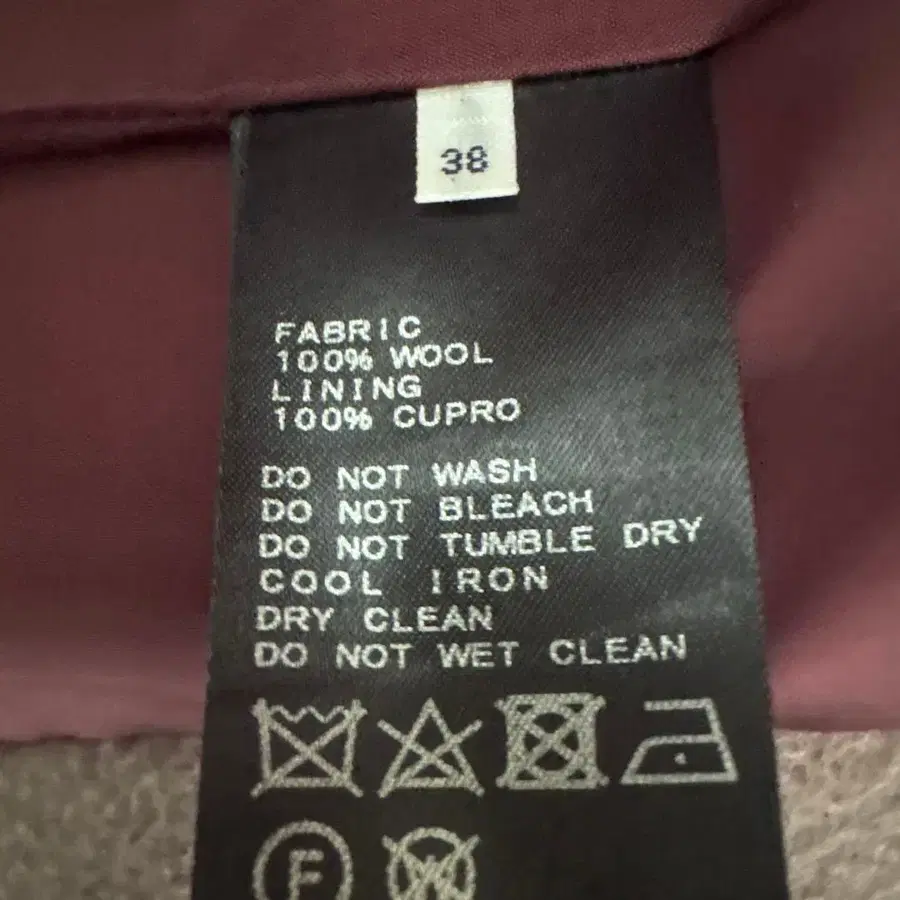 38
FABRIC
100% WOOL
LINING
100% CUPRO
DO NOT WASH
DO NOT BLEACH
DO NOT TUMBLE DRY
COOL IRON
DRY CLEAN
DO NOT WET CLEAN
F W